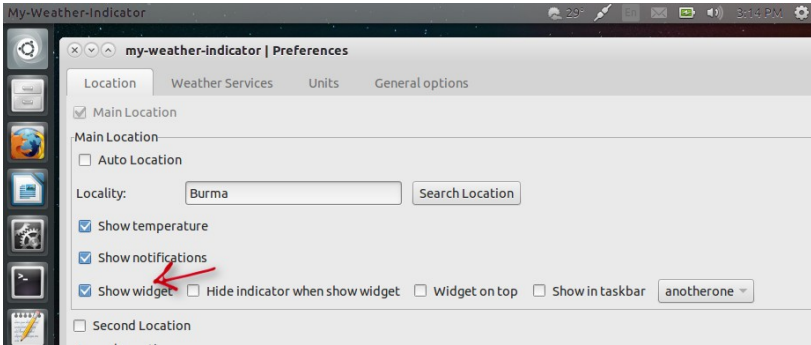 My-Weather-Indicator 29° En 3:14 PM
my-weather-indicator | Preferences
Location Weather Services Units General options
Main Location
Main Location
Auto Location
Locality: Burma Search Location
Show temperature
Show notifications
Show widget Hide indicator when show widget Widget on top Show in taskbar anotherone
Second Location